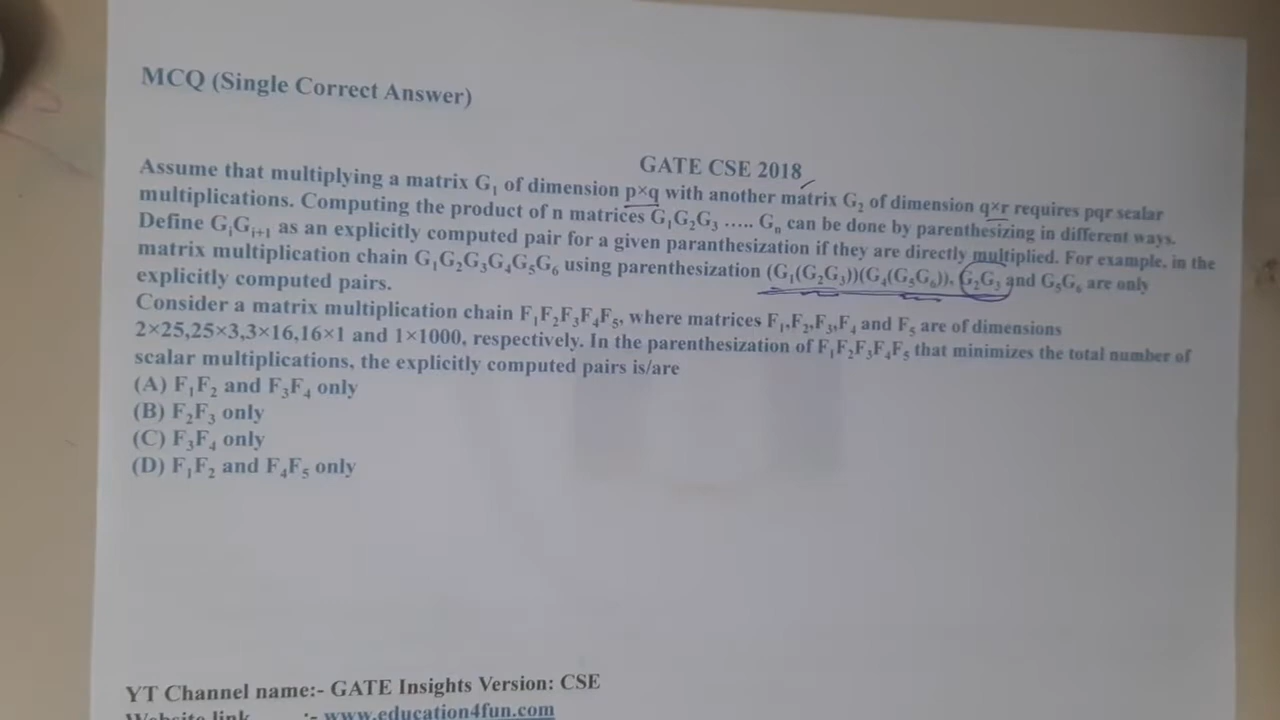 MCQ (Single Correct Answer)
GATE CSE 2018
Assume that multiplying a matrix G₁ of dimension p×q with another matrix G₂ of dimension q×r requires pqr scalar
multiplications. Computing the product of n matrices G₁G₂G₃ ..... Gₙ can be done by parenthesizing in different ways.
Define GᵢGᵢ₊₁ as an explicitly computed pair for a given paranthesization if they are directly multiplied. For example, in the
matrix multiplication chain G₁G₂G₃G₄G₅G₆ using parenthesization (G₁(G₂G₃))(G₄(G₅G₆)), G₂G₃ and G₅G₆ are only
explicitly computed pairs.
Consider a matrix multiplication chain F₁F₂F₃F₄F₅, where matrices F₁,F₂,F₃,F₄ and F₅ are of dimensions
2×25,25×3,3×16,16×1 and 1×1000, respectively. In the parenthesization of F₁F₂F₃F₄F₅ that minimizes the total number of
scalar multiplications, the explicitly computed pairs is/are
(A) F₁F₂ and F₃F₄ only
(B) F₂F₃ only
(C) F₃F₄ only
(D) F₁F₂ and F₄F₅ only
YT Channel name:- GATE Insights Version: CSE
Website link :- www.education4fun.com